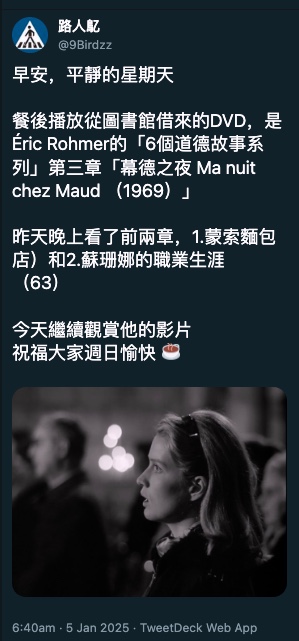 路人甿
@9Birdzz
早安，平靜的星期天
餐後播放從圖書館借來的DVD，是
Éric Rohmer的「6個道德故事系
列」第三章「幕德之夜 Ma nuit
chez Maud （1969）」
昨天晚上看了前兩章，1.蒙索麵包
店）和2.蘇珊娜的職業生涯
（63）
今天繼續觀賞他的影片
祝福大家週日愉快 ☕
6:40am · 5 Jan 2025 · TweetDeck Web App